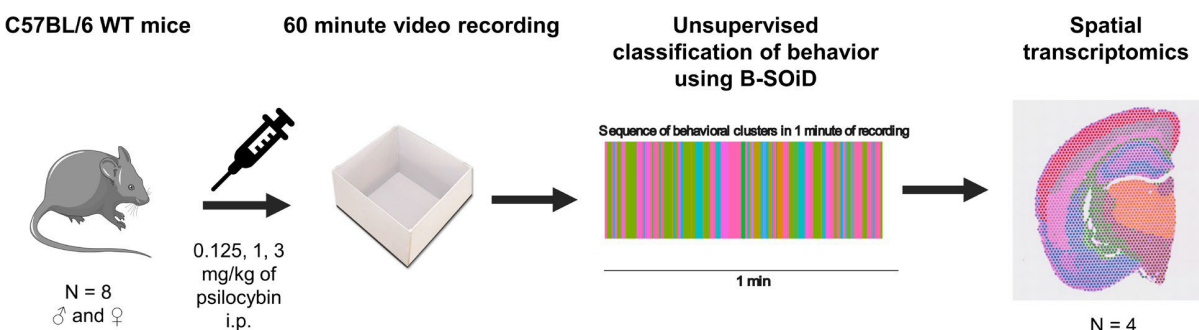 C57BL/6 WT mice
60 minute video recording
Unsupervised
classification of behavior
using B-SOiD
Spatial
transcriptomics
Sequence of behavioral clusters in 1 minute of recording
0.125, 1, 3
mg/kg of
psilocybin
i.p.
N = 8
♂ and ♀
1 min
N = 4